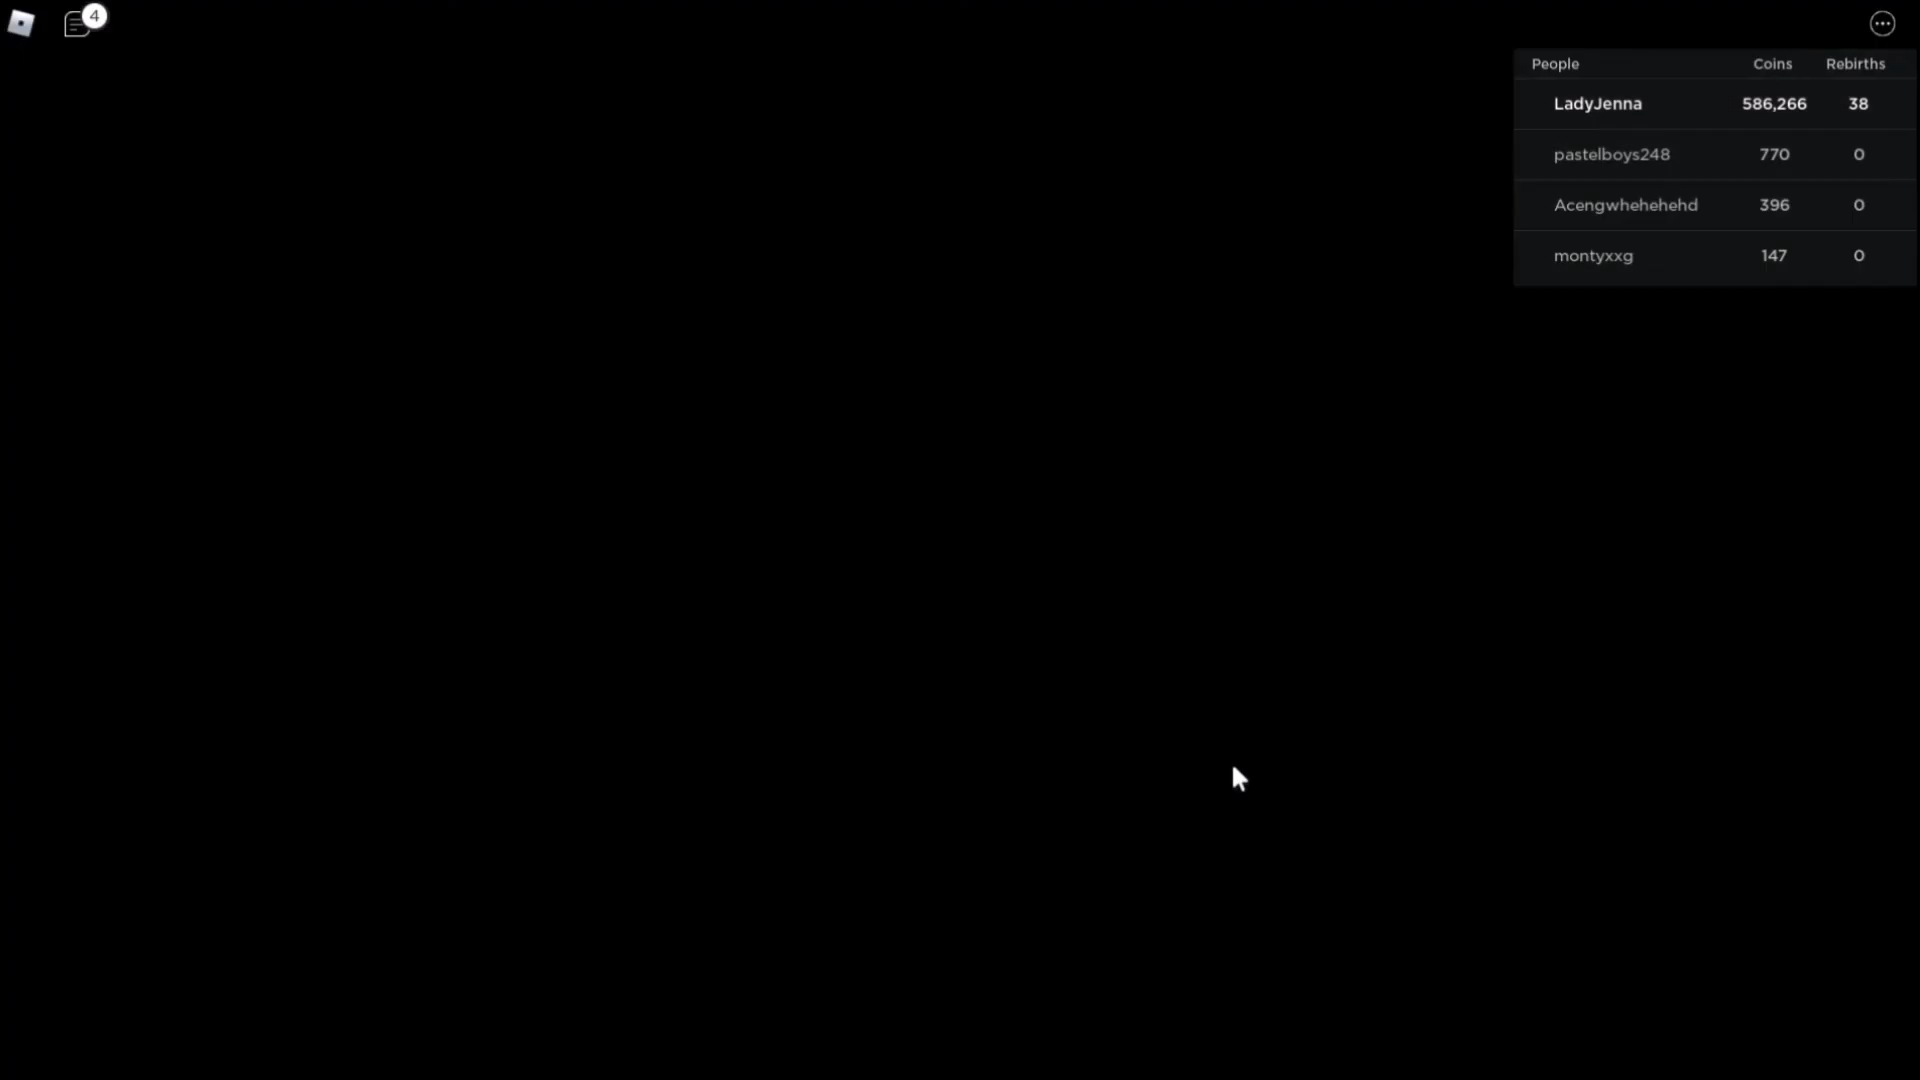 4
People Coins Rebirths
LadyJenna 586,266 38
pastelboys248 770 0
Acengwhehehehd 396 0
montyxxg 147 0